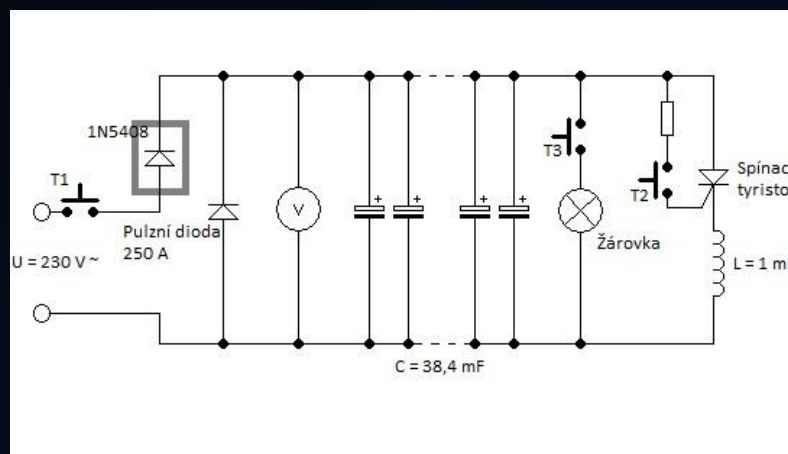 1N5408
T1
Pulzní dioda
250 A
U = 230 V ~
V
+
+
+
+
C = 38,4 mF
T3
Žárovka
T2
Spínac
tyristo
L = 1 m